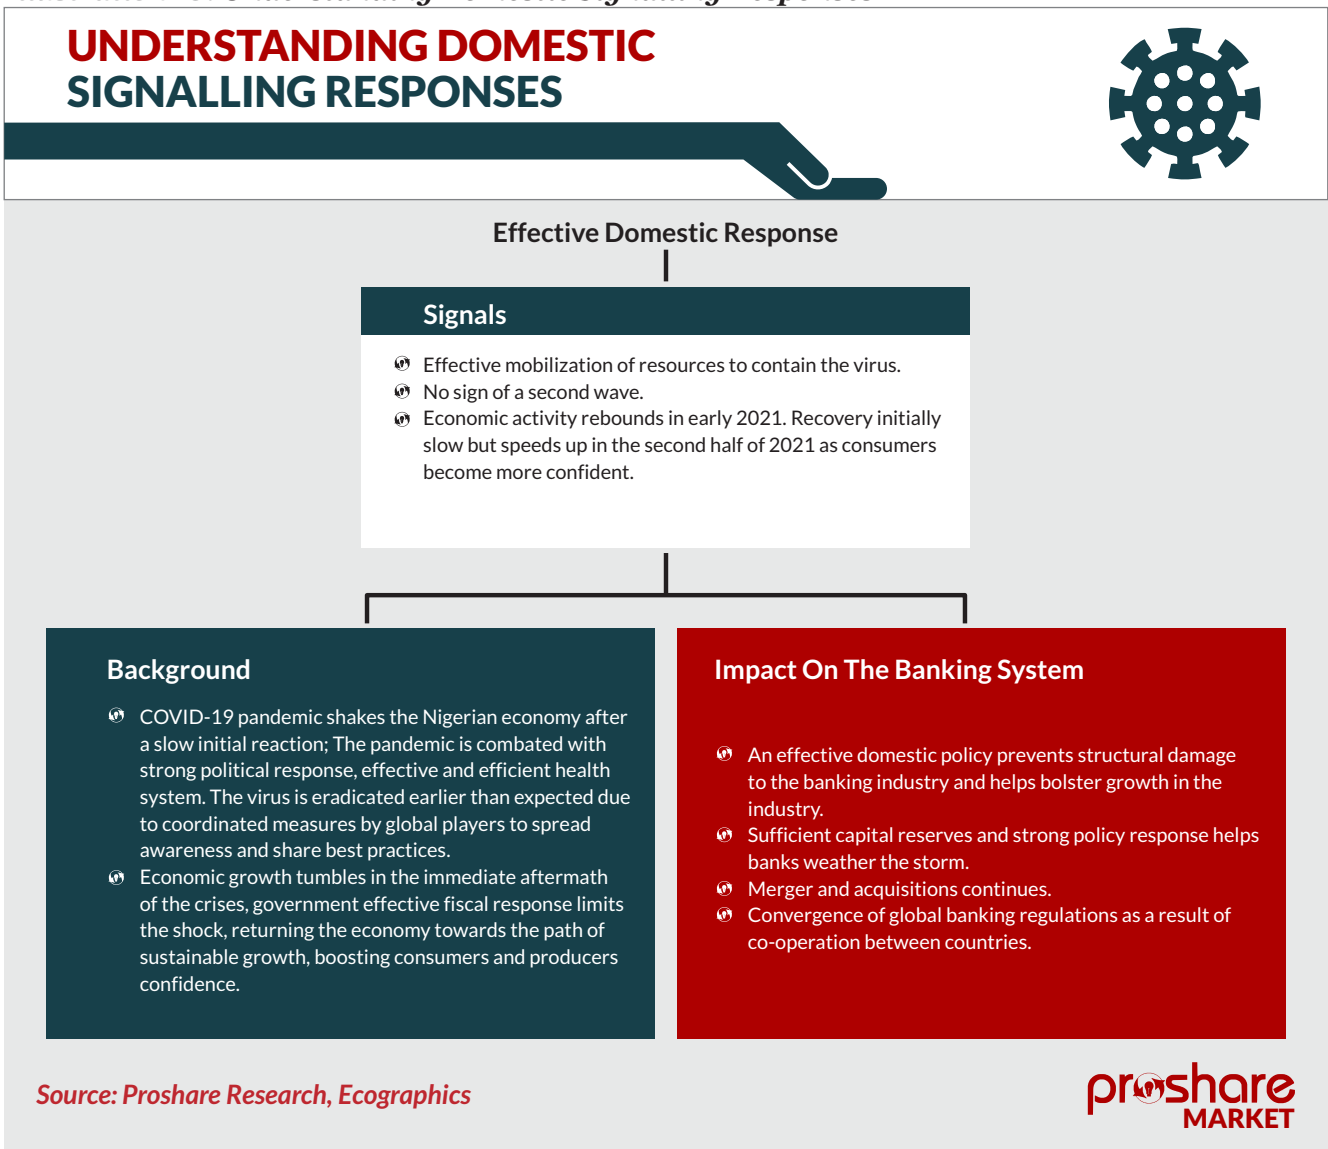 UNDERSTANDING DOMESTIC
SIGNALLING RESPONSES
Effective Domestic Response
Signals
Effective mobilization of resources to contain the virus.
No sign of a second wave.
Economic activity rebounds in early 2021. Recovery initially
slow but speeds up in the second half of 2021 as consumers
become more confident.
Background
COVID-19 pandemic shakes the Nigerian economy after
a slow initial reaction; The pandemic is combated with
strong political response, effective and efficient health
system. The virus is eradicated earlier than expected due
to coordinated measures by global players to spread
awareness and share best practices.
Economic growth tumbles in the immediate aftermath
of the crises, government effective fiscal response limits
the shock, returning the economy towards the path of
sustainable growth, boosting consumers and producers
confidence.
Impact On The Banking System
An effective domestic policy prevents structural damage
to the banking industry and helps bolster growth in the
industry.
Sufficient capital reserves and strong policy response helps
banks weather the storm.
Merger and acquisitions continues.
Convergence of global banking regulations as a result of
co-operation between countries.
Source: Proshare Research, Ecographics
proshare
MARKET